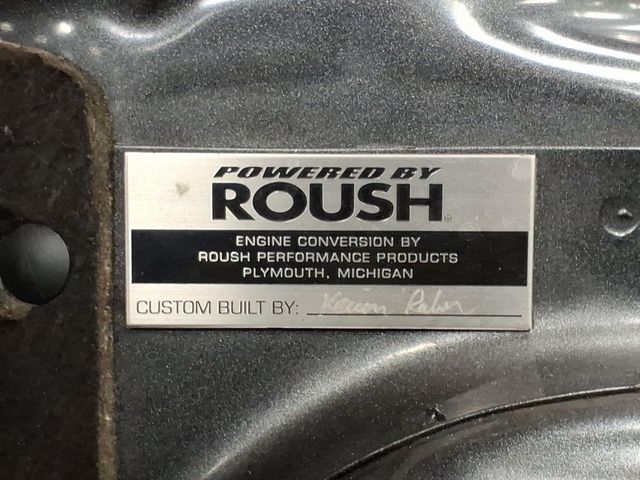 POWERED BY
ROUSH®
ENGINE CONVERSION BY
ROUSH PERFORMANCE PRODUCTS
PLYMOUTH, MICHIGAN
CUSTOM BUILT BY: